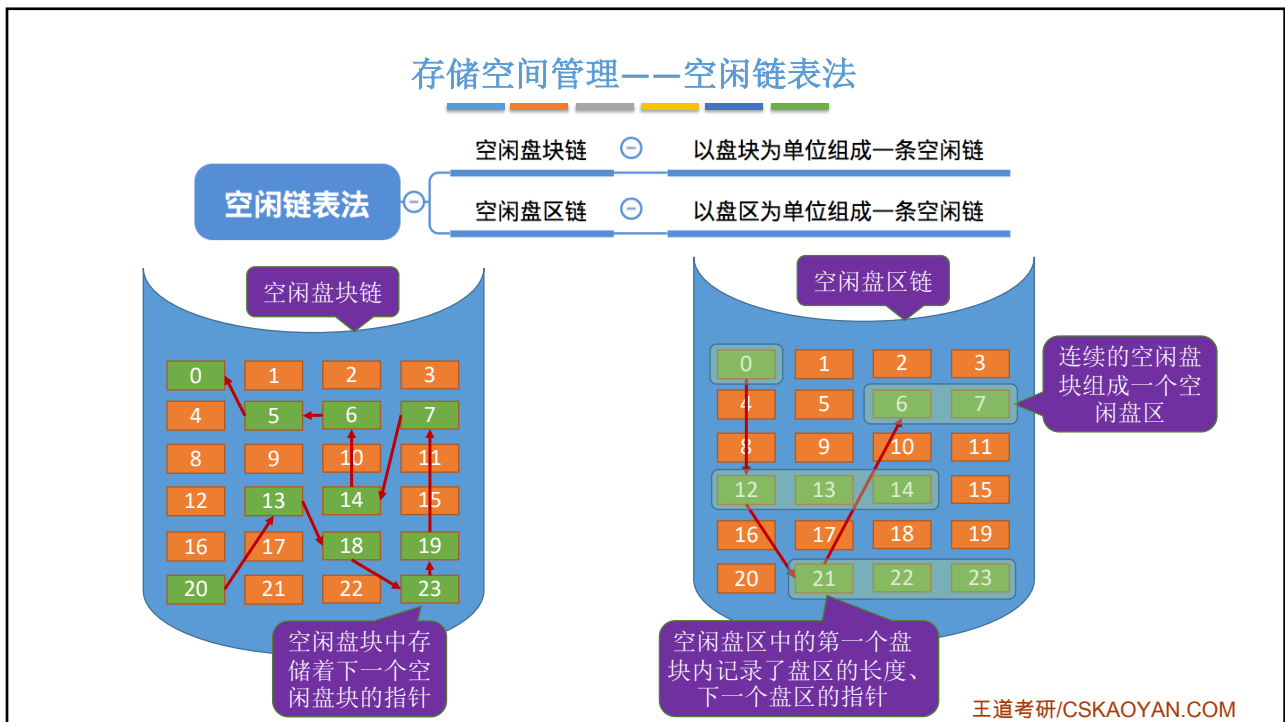 存储空间管理——空闲链表法
空闲链表法
空闲盘块链
以盘块为单位组成一条空闲链
空闲盘区链
以盘区为单位组成一条空闲链
空闲盘块链
0 1 2 3
4 5 6 7
8 9 10 11
12 13 14 15
16 17 18 19
20 21 22 23
空闲盘块中存
储着下一个空
闲盘块的指针
空闲盘区链
0 1 2 3
4 5 6 7
8 9 10 11
12 13 14 15
16 17 18 19
20 21 22 23
连续的空闲盘
块组成一个空
闲盘区
空闲盘区中的第一个盘
块内记录了盘区的长度、
下一个盘区的指针
王道考研/CSKAOYAN.COM